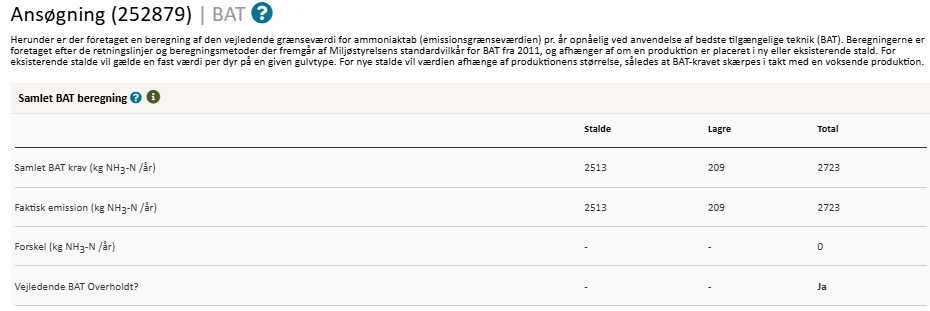 Ansøgning (252879) | BAT ?
Herunder er der foretaget en beregning af den vejledende grænseværdi for ammoniaktab (emissionsgrænseværdien) pr. år opnåelig ved anvendelse af bedste tilgængelige teknik (BAT). Beregningerne er
foretaget efter de retningslinjer og beregningsmetoder der fremgår af Miljøstyrelsens standardvilkår for BAT fra 2011, og afhænger af om en produktion er placeret i ny eller eksisterende stald. For
eksisterende stalde vil gælde en fast værdi per dyr på en given gulvtype. For nye stalde vil værdien afhænge af produktionens størrelse, således at BAT-kravet skærpes i takt med en voksende produktion.
Samlet BAT beregning ? i
Stalde Lagre Total
Samlet BAT krav (kg NH3-N /år) 2513 209 2723
Faktisk emission (kg NH3-N /år) 2513 209 2723
Forskel (kg NH3-N /år) - - 0
Vejledende BAT Overholdt? - - Ja